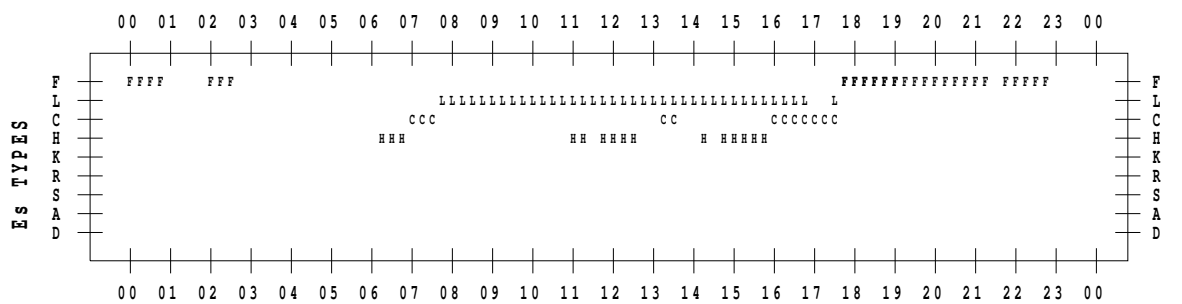 00 01 02 03 04 05 06 07 08 09 10 11 12 13 14 15 16 17 18 19 20 21 22 23 00
Es TYPES
F FFFF FFF FFFFFFFFFFFFFFF FFFFF F
L LLLLLLLLLLLLLLLLLLLLLLLLLLLLLLLLLLLLL L L
C CCC CC CCCCCCC C
H HHH HH HHHH H HHHHH H
K K
R R
S S
A A
D D
00 01 02 03 04 05 06 07 08 09 10 11 12 13 14 15 16 17 18 19 20 21 22 23 00